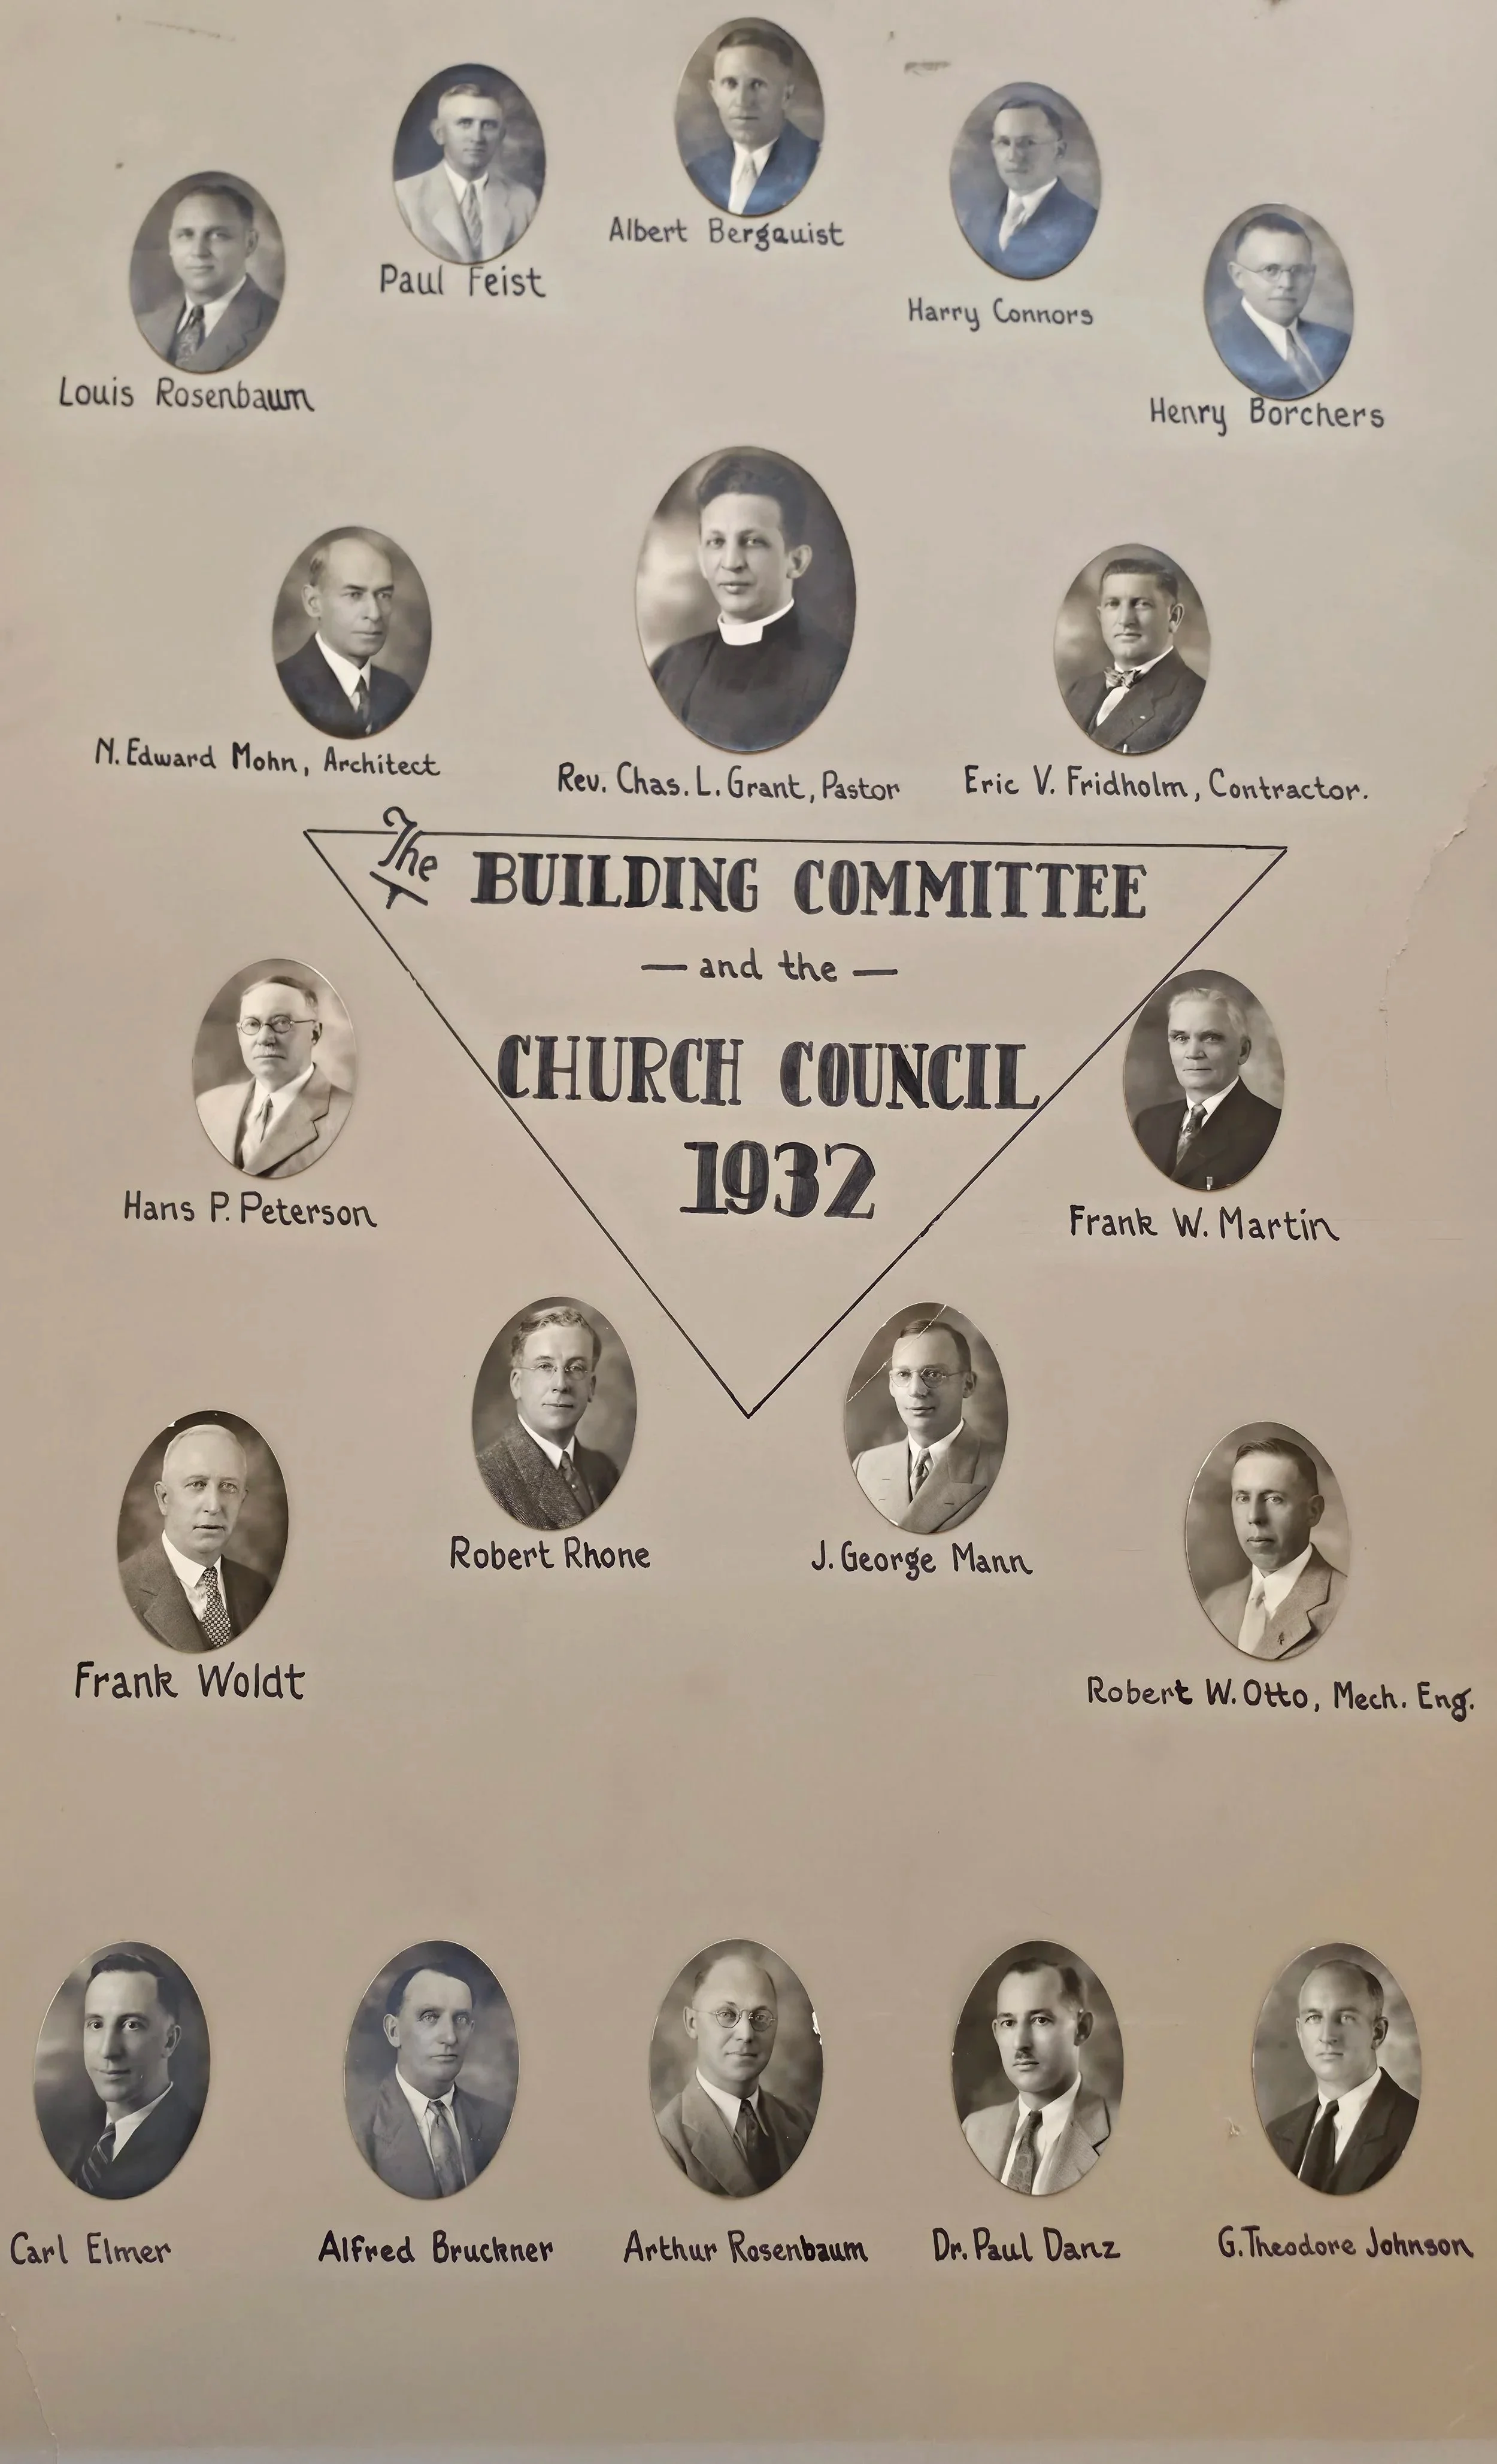 Albert Bergquist
Paul Feist
Harry Connors
Louis Rosenbaum
Henry Borchers
N. Edward Mohn, Architect
Rev. Chas. L. Grant, Pastor
Eric V. Fridholm, Contractor.
The BUILDING COMMITTEE
— and the —
CHURCH COUNCIL
1932
Hans P. Peterson
Frank W. Martin
Robert Rhone
J. George Mann
Frank Woldt
Robert W. Otto, Mech. Eng.
Carl Elmer
Alfred Bruckner
Arthur Rosenbaum
Dr. Paul Danz
G. Theodore Johnson